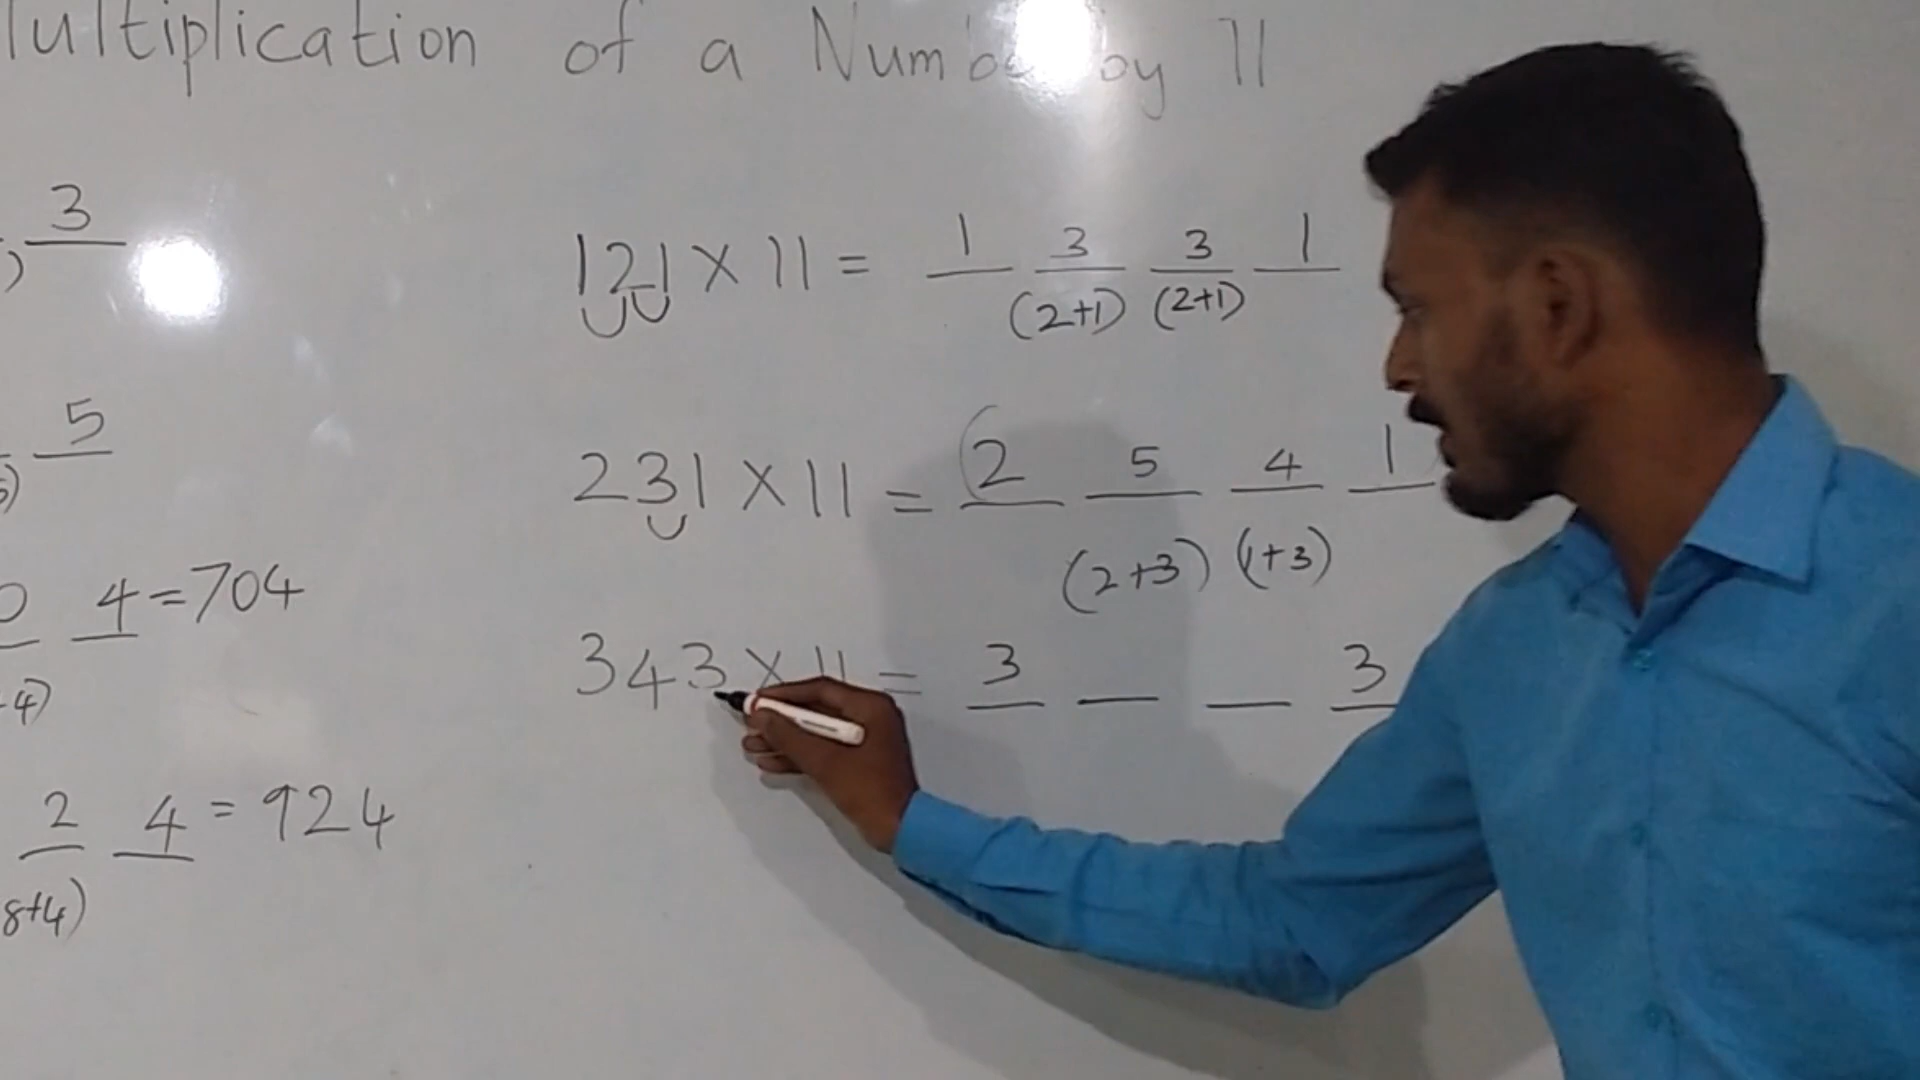 Multiplication of a Number by 11
3
121 X 11 = 1 3 3 1
(2+1) (2+1)
5
231 X 11 = 2 5 4 1
(2+3) (1+3)
4 = 704
343 X 11 = 3 _ _ 3
4)
2 4 = 924
8+4)